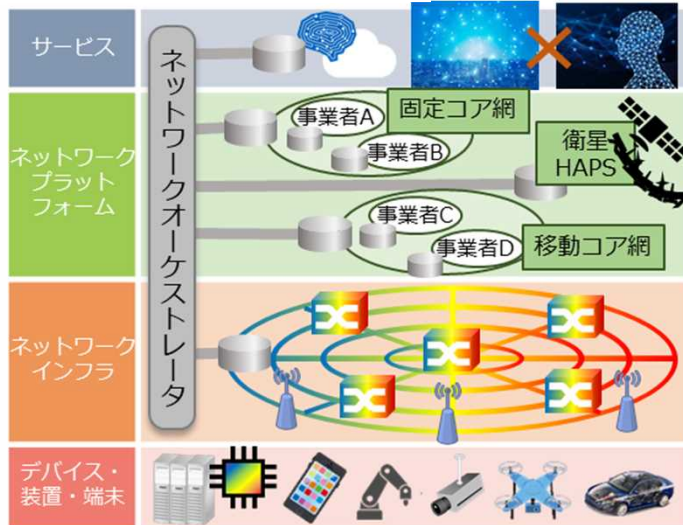 サービス
ネットワークオーケストレータ
事業者A
固定コア網
事業者B
ネットワーク
プラット
フォーム
衛星
HAPS
事業者C
事業者D
移動コア網
ネットワーク
インフラ
デバイス・
装置・端末